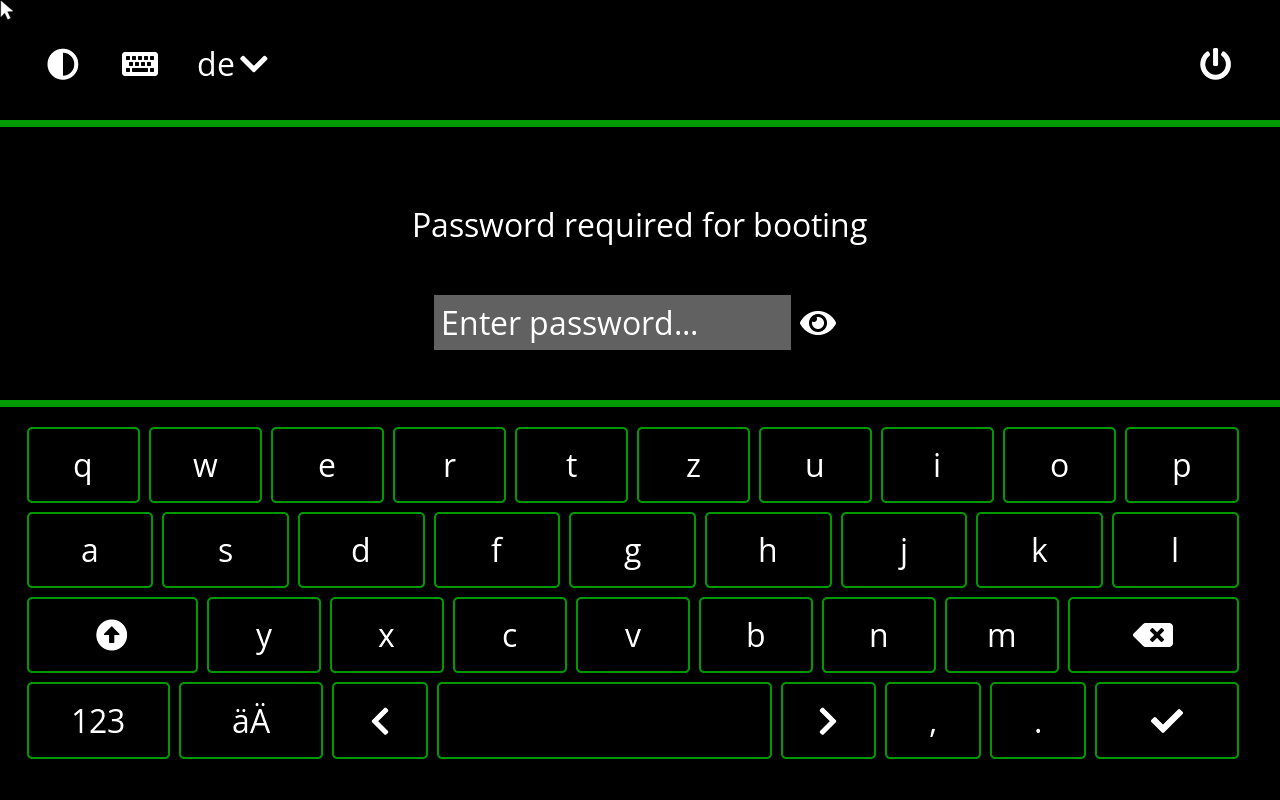 de
Password required for booting
Enter password...
q w e r t z u i o p
a s d f g h j k l
y x c v b n m
123 äÄ , .